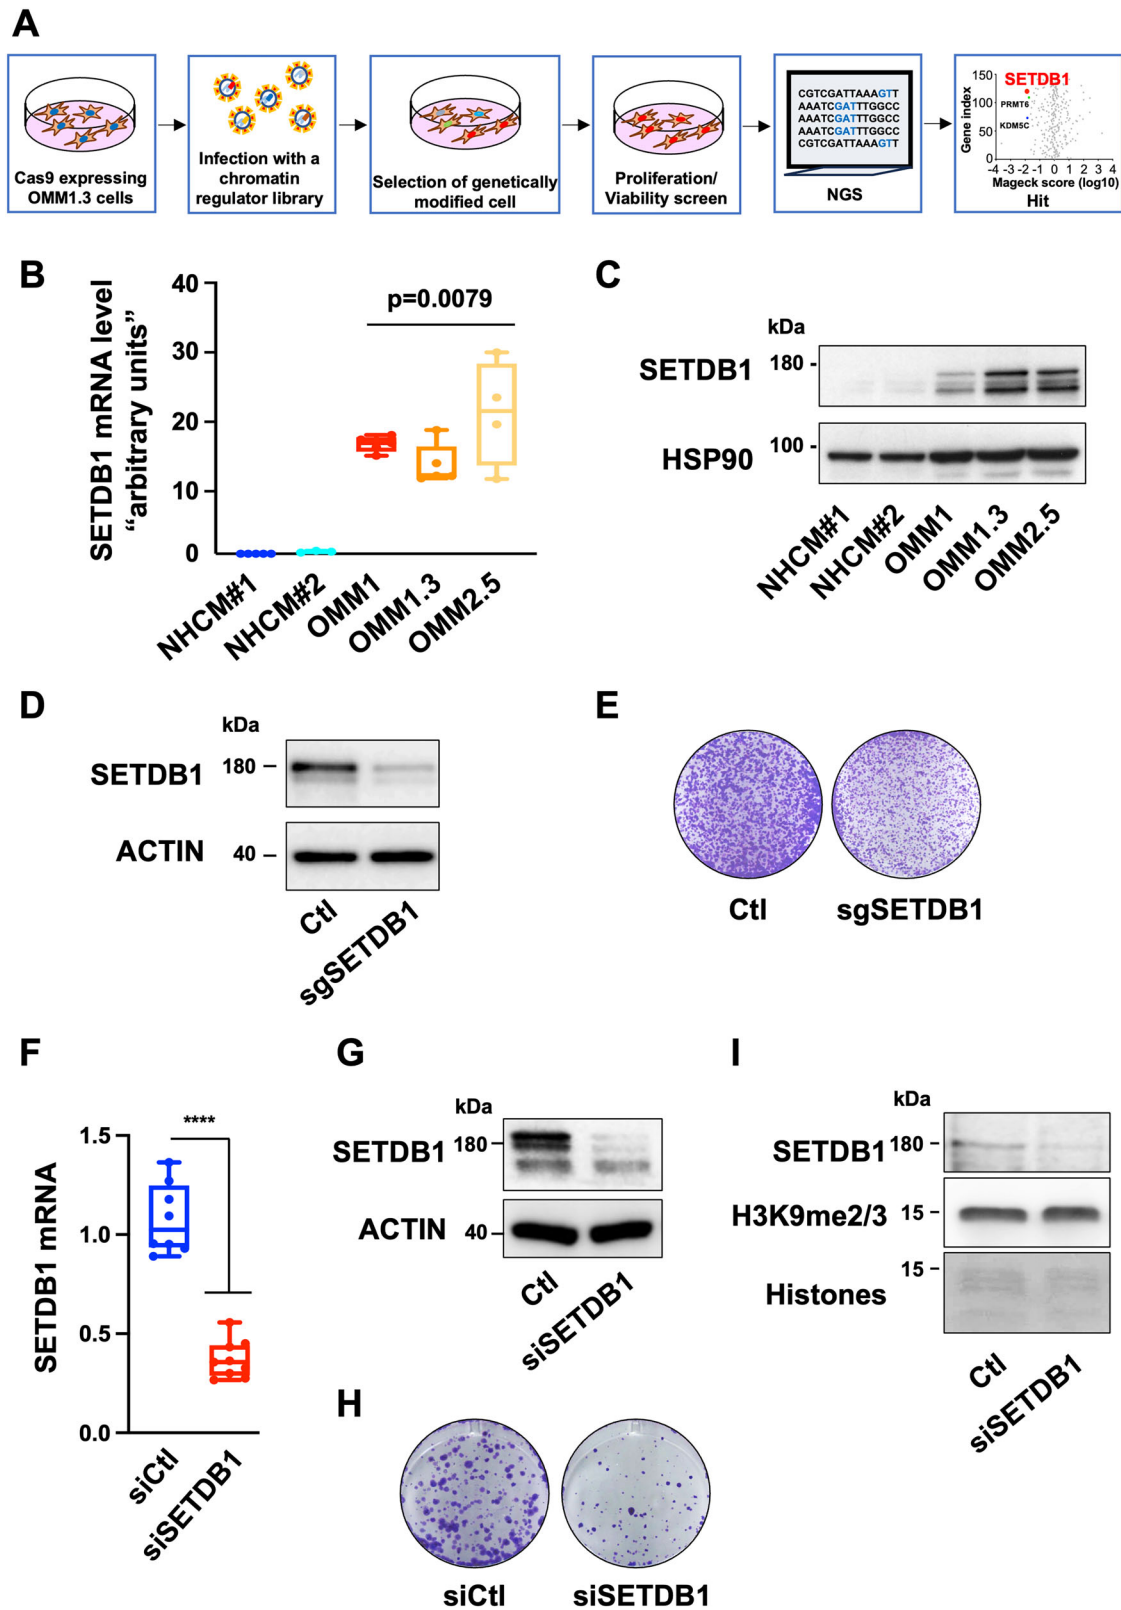 A
Cas9 expressing
OMM1.3 cells
Infection with a
chromatin
regulator library
Selection of genetically
modified cell
Proliferation/
Viability screen
CGTCGATTAAAGTT
AAATCGATTTGGCC
AAATCGATTTGGCC
AAATCGATTTGGCC
CGTCGATTAAAGTT
NGS
Gene index
150
100
50
0
SETDB1
PRMT6
KDM5C
-4 -3 -2 -1 0 1 2 3 4
Mageck score (log10)
Hit
B
SETDB1 mRNA level
“arbitrary units”
40
30
20
10
0
p=0.0079
NHCM#1
NHCM#2
OMM1
OMM1.3
OMM2.5
C
kDa
SETDB1
180 -
HSP90
100 -
NHCM#1
NHCM#2
OMM1
OMM1.3
OMM2.5
D
kDa
SETDB1
180 –
ACTIN
40 –
Ctl
sgSETDB1
E
Ctl
sgSETDB1
F
SETDB1 mRNA
1.5
1.0
0.5
0.0
****
siCtl
siSETDB1
G
kDa
SETDB1
180 –
ACTIN
40 –
Ctl
siSETDB1
H
siCtl
siSETDB1
I
kDa
SETDB1
180 –
H3K9me2/3
15 –
15 –
Histones
Ctl
siSETDB1